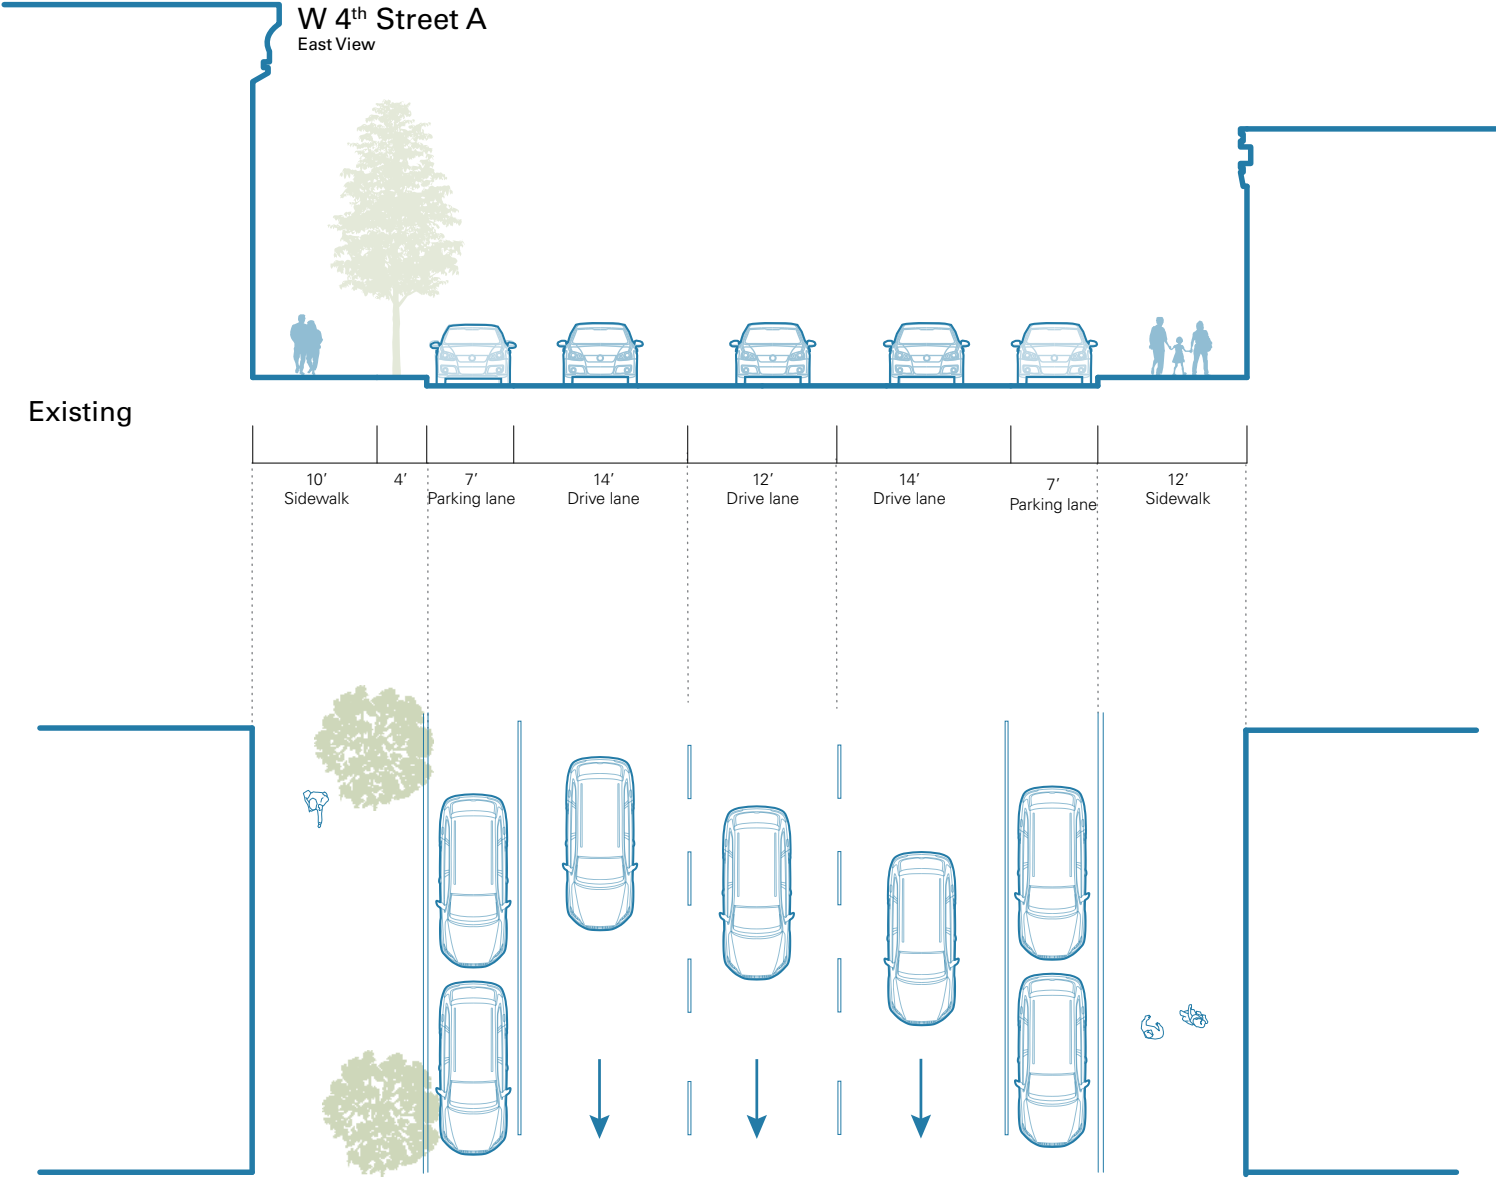 W 4th Street A
East View
Existing
10′
Sidewalk
4′
7′
Parking lane
14′
Drive lane
12′
Drive lane
14′
Drive lane
7′
Parking lane
12′
Sidewalk